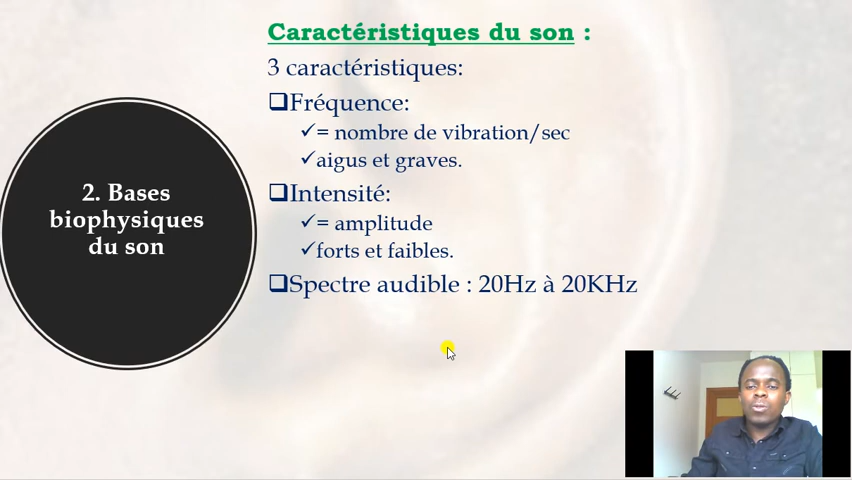 Caractéristiques du son :
3 caractéristiques:
Fréquence:
= nombre de vibration/sec
aigus et graves.
Intensité:
= amplitude
forts et faibles.
Spectre audible : 20Hz à 20KHz
2. Bases
biophysiques
du son